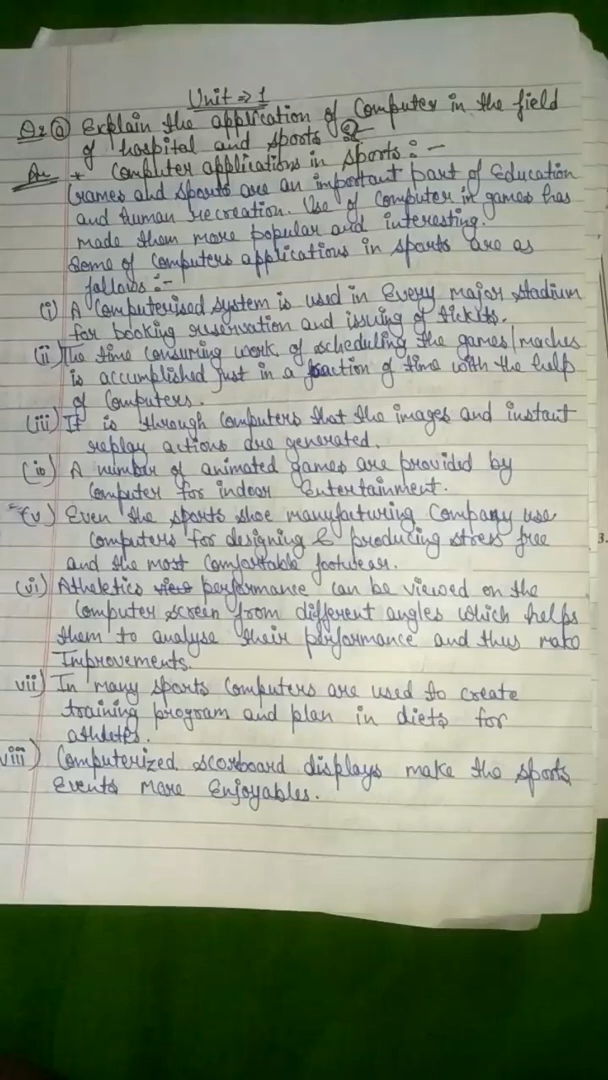 Unit => 1
Q2 (a) Explain the application of Computer in the field
of hospital and sports ?
An * Computer applications in sports : -
Games and sports are an important part of Education
and human recreation. Use of Computer in games has
made them more popular and interesting.
Some of Computers applications in sports are as
follows :-
(i) A Computerised system is used in Every major stadium
for booking reservation and issuing of tickits.
(ii) The time consuming work of scheduling the games/maches
is accumplished just in a faction of time with the help
of Computers.
(iii) It is through Computers that the images and instant
replay actions due generated.
(iv) A number of animated games are provided by
Computer for indoor Entertainment.
(v) Even the sports shoe manufuturing Company use
Computers for designing & producing stress free
and the most Comfortable footwear.
(vi) Atheletics performance can be viewed on the
Computer screen from different angles which helps
them to analyse their performance and thus make
Improvements.
vii) In many sports Computers are used to create
training program and plan in diets for
athletes.
viii) Computerized scorboard displays make the sports
Events more Enjoyables.
3.